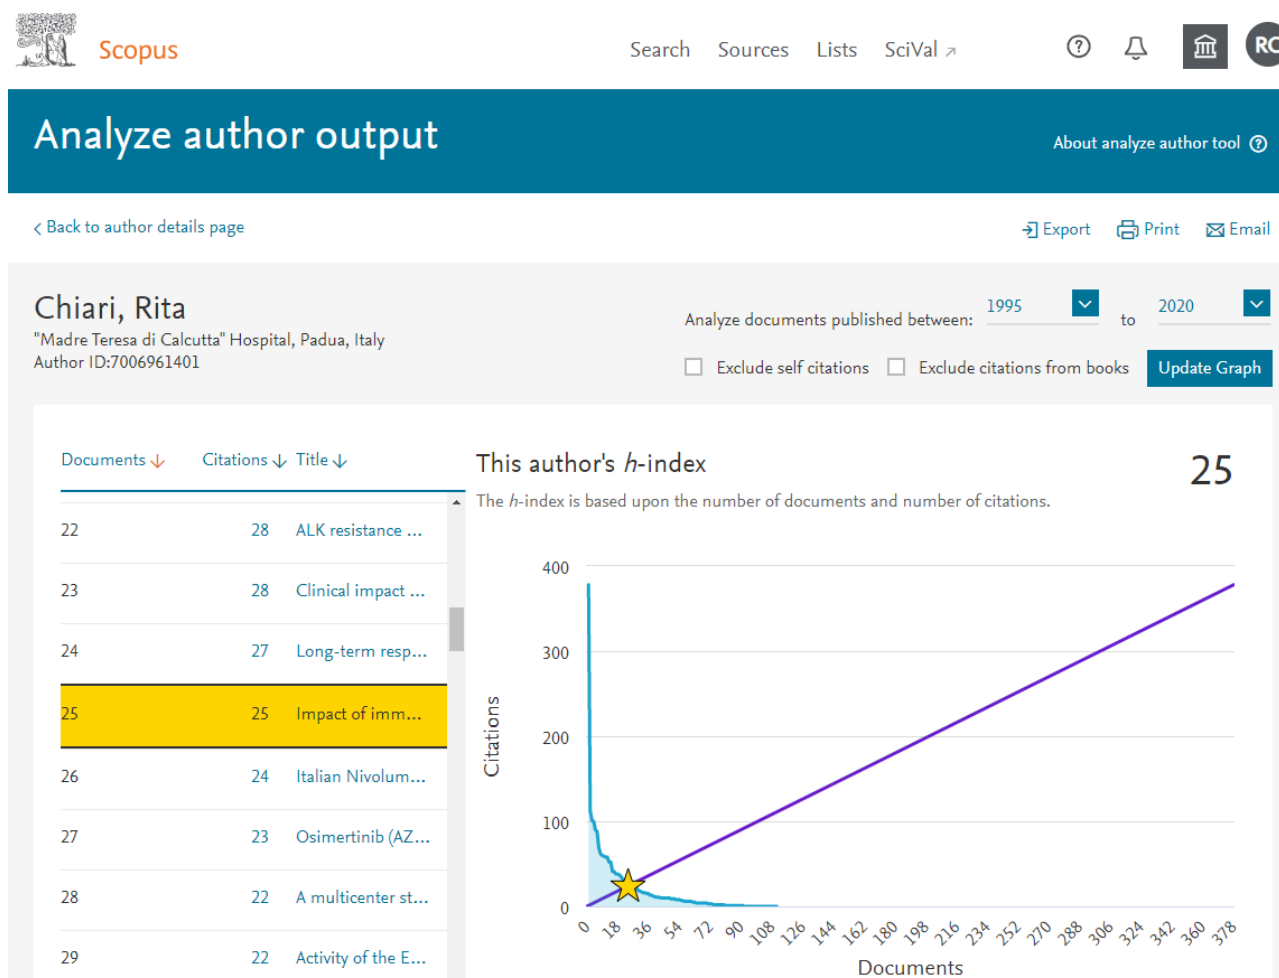 Scopus
Search Sources Lists SciVal
Analyze author output
About analyze author tool
Back to author details page
Export Print Email
Chiari, Rita
"Madre Teresa di Calcutta" Hospital, Padua, Italy
Author ID:7006961401
Analyze documents published between: 1995 to 2020
Exclude self citations Exclude citations from books Update Graph
Documents Citations Title
22 28 ALK resistance ...
23 28 Clinical impact ...
24 27 Long-term resp...
25 25 Impact of imm...
26 24 Italian Nivolum...
27 23 Osimertinib (AZ...
28 22 A multicenter st...
29 22 Activity of the E...
This author's h-index
25
The h-index is based upon the number of documents and number of citations.
400
300
200
100
0
Citations
0 18 36 54 72 90 108 126 144 162 180 198 216 234 252 270 288 306 324 342 360 378
Documents